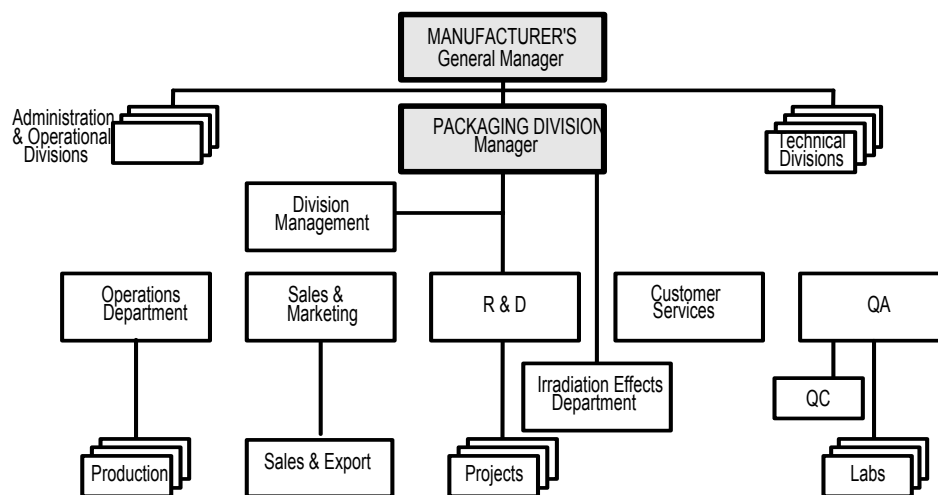 MANUFACTURER'S
General Manager
Administration
& Operational
Divisions
PACKAGING DIVISION
Manager
Technical
Divisions
Division
Management
Operations
Department
Sales &
Marketing
R & D
Customer
Services
QA
Irradiation Effects
Department
QC
Production
Sales & Export
Projects
Labs